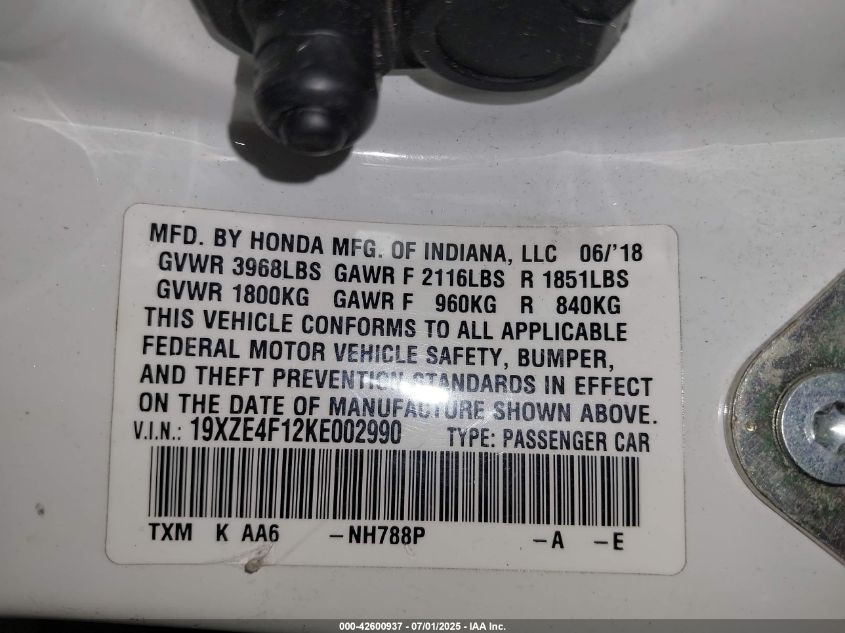 MFD. BY HONDA MFG. OF INDIANA, LLC 06/'18
GVWR 3968LBS GAWR F 2116LBS R 1851LBS
GVWR 1800KG GAWR F 960KG R 840KG
THIS VEHICLE CONFORMS TO ALL APPLICABLE
FEDERAL MOTOR VEHICLE SAFETY, BUMPER,
AND THEFT PREVENTION STANDARDS IN EFFECT
ON THE DATE OF MANUFACTURE SHOWN ABOVE.
V.I.N.: 19XZE4F12KE002990 TYPE: PASSENGER CAR
TXM K AA6 -NH788P -A -E
000-42600937 - 07/01/2025 - IAA Inc.